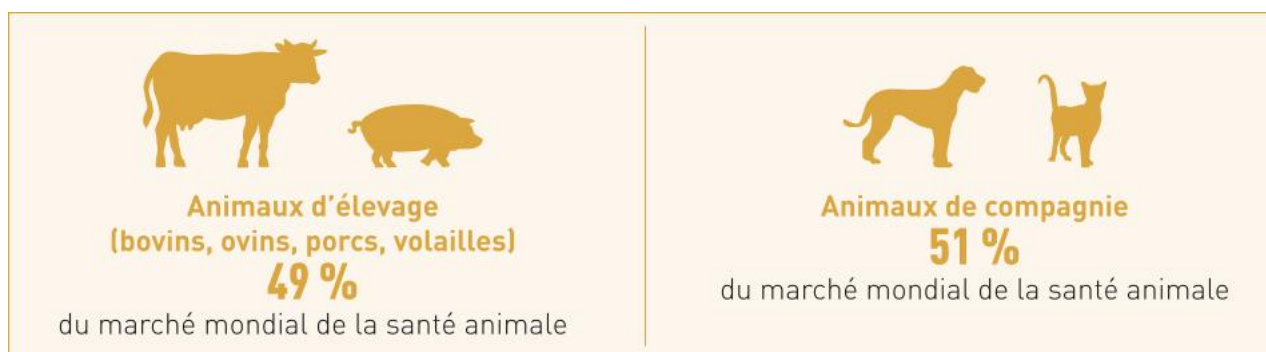 Animaux d’élevage
(bovins, ovins, porcs, volailles)
49 %
du marché mondial de la santé animale
Animaux de compagnie
51 %
du marché mondial de la santé animale